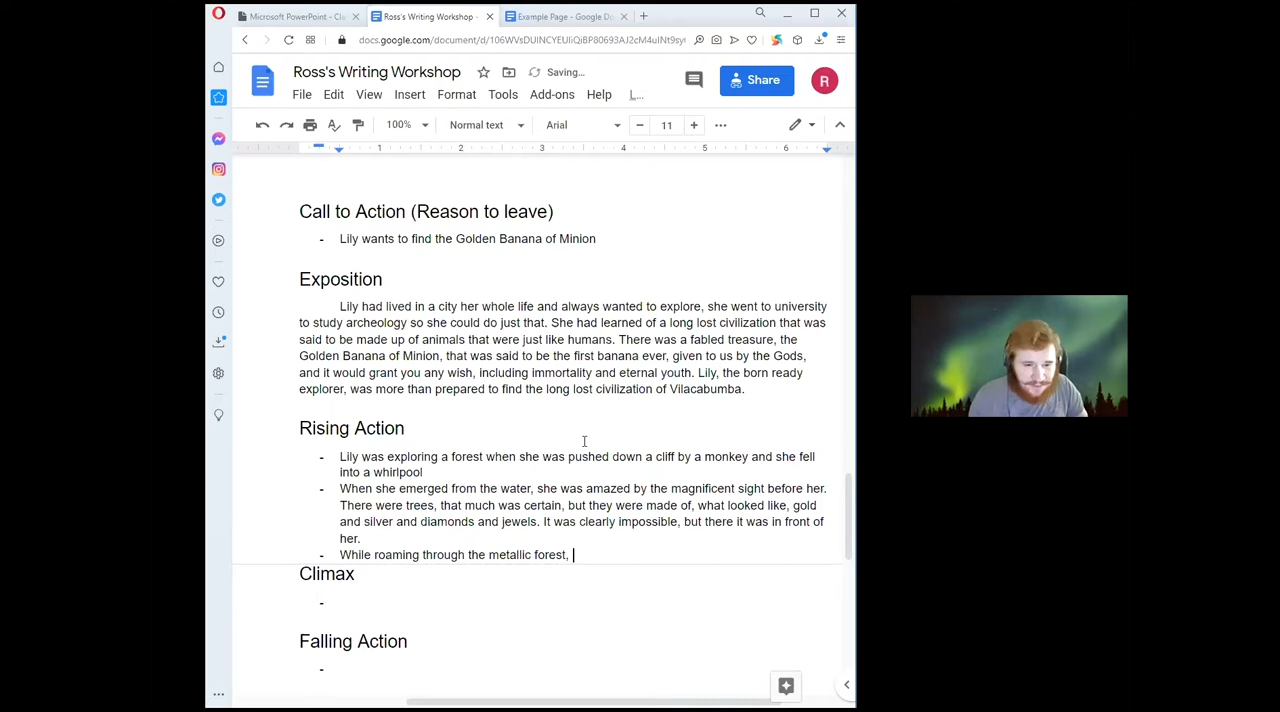 Microsoft PowerPoint - Cla
Ross's Writing Workshop -
Example Page - Google Do
docs.google.com/document/d/106WVsDUINCYEUIiQiBP80693AJ2cM4uINt9syi
Ross's Writing Workshop
Saving...
Share
R
File Edit View Insert Format Tools Add-ons Help L...
100% Normal text Arial 11
1 2 3 4 5 6
Call to Action (Reason to leave)
- Lily wants to find the Golden Banana of Minion
Exposition
Lily had lived in a city her whole life and always wanted to explore, she went to university
to study archeology so she could do just that. She had learned of a long lost civilization that was
said to be made up of animals that were just like humans. There was a fabled treasure, the
Golden Banana of Minion, that was said to be the first banana ever, given to us by the Gods,
and it would grant you any wish, including immortality and eternal youth. Lily, the born ready
explorer, was more than prepared to find the long lost civilization of Vilacabumba.
Rising Action
- Lily was exploring a forest when she was pushed down a cliff by a monkey and she fell
into a whirlpool
- When she emerged from the water, she was amazed by the magnificent sight before her.
There were trees, that much was certain, but they were made of, what looked like, gold
and silver and diamonds and jewels. It was clearly impossible, but there it was in front of
her.
- While roaming through the metallic forest,
Climax
-
Falling Action
-